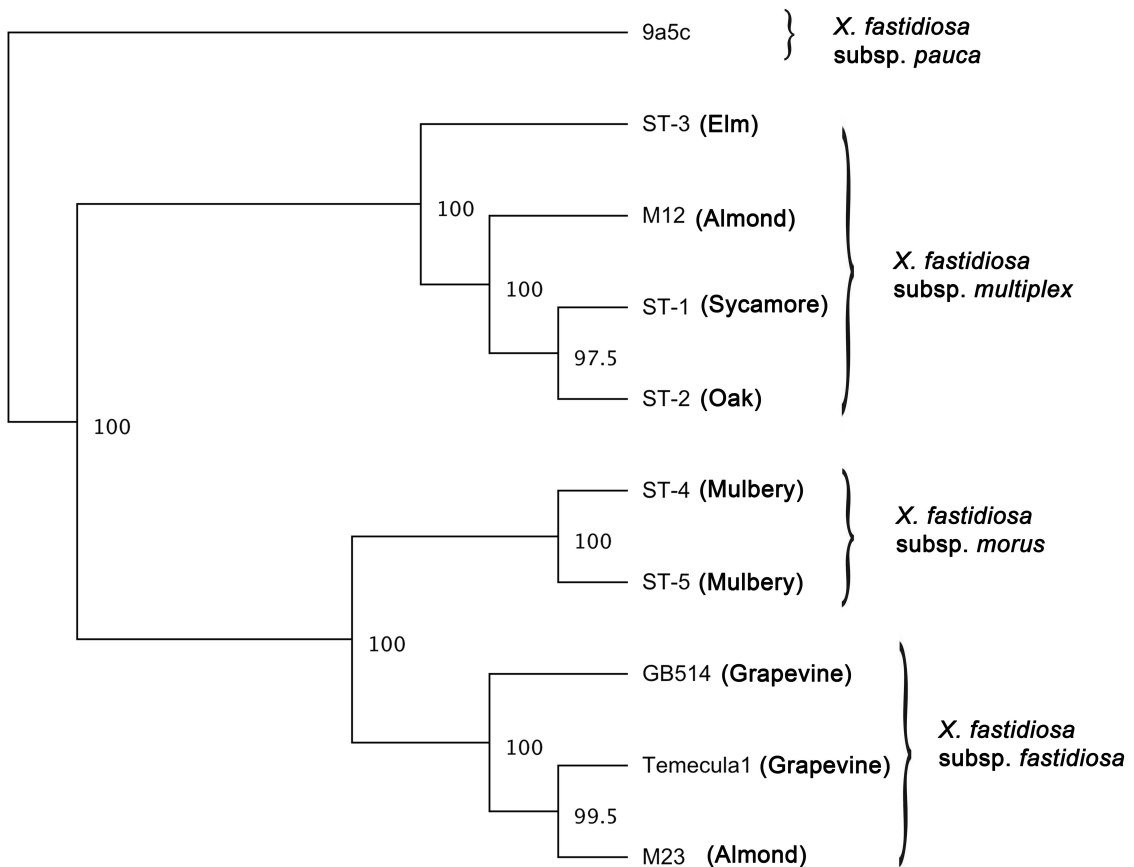 9a5c
X. fastidiosa
subsp. pauca
ST-3 (Elm)
100
M12 (Almond)
100
ST-1 (Sycamore)
97.5
ST-2 (Oak)
X. fastidiosa
subsp. multiplex
100
ST-4 (Mulbery)
100
ST-5 (Mulbery)
X. fastidiosa
subsp. morus
100
GB514 (Grapevine)
100
Temecula1 (Grapevine)
99.5
M23 (Almond)
X. fastidiosa
subsp. fastidiosa